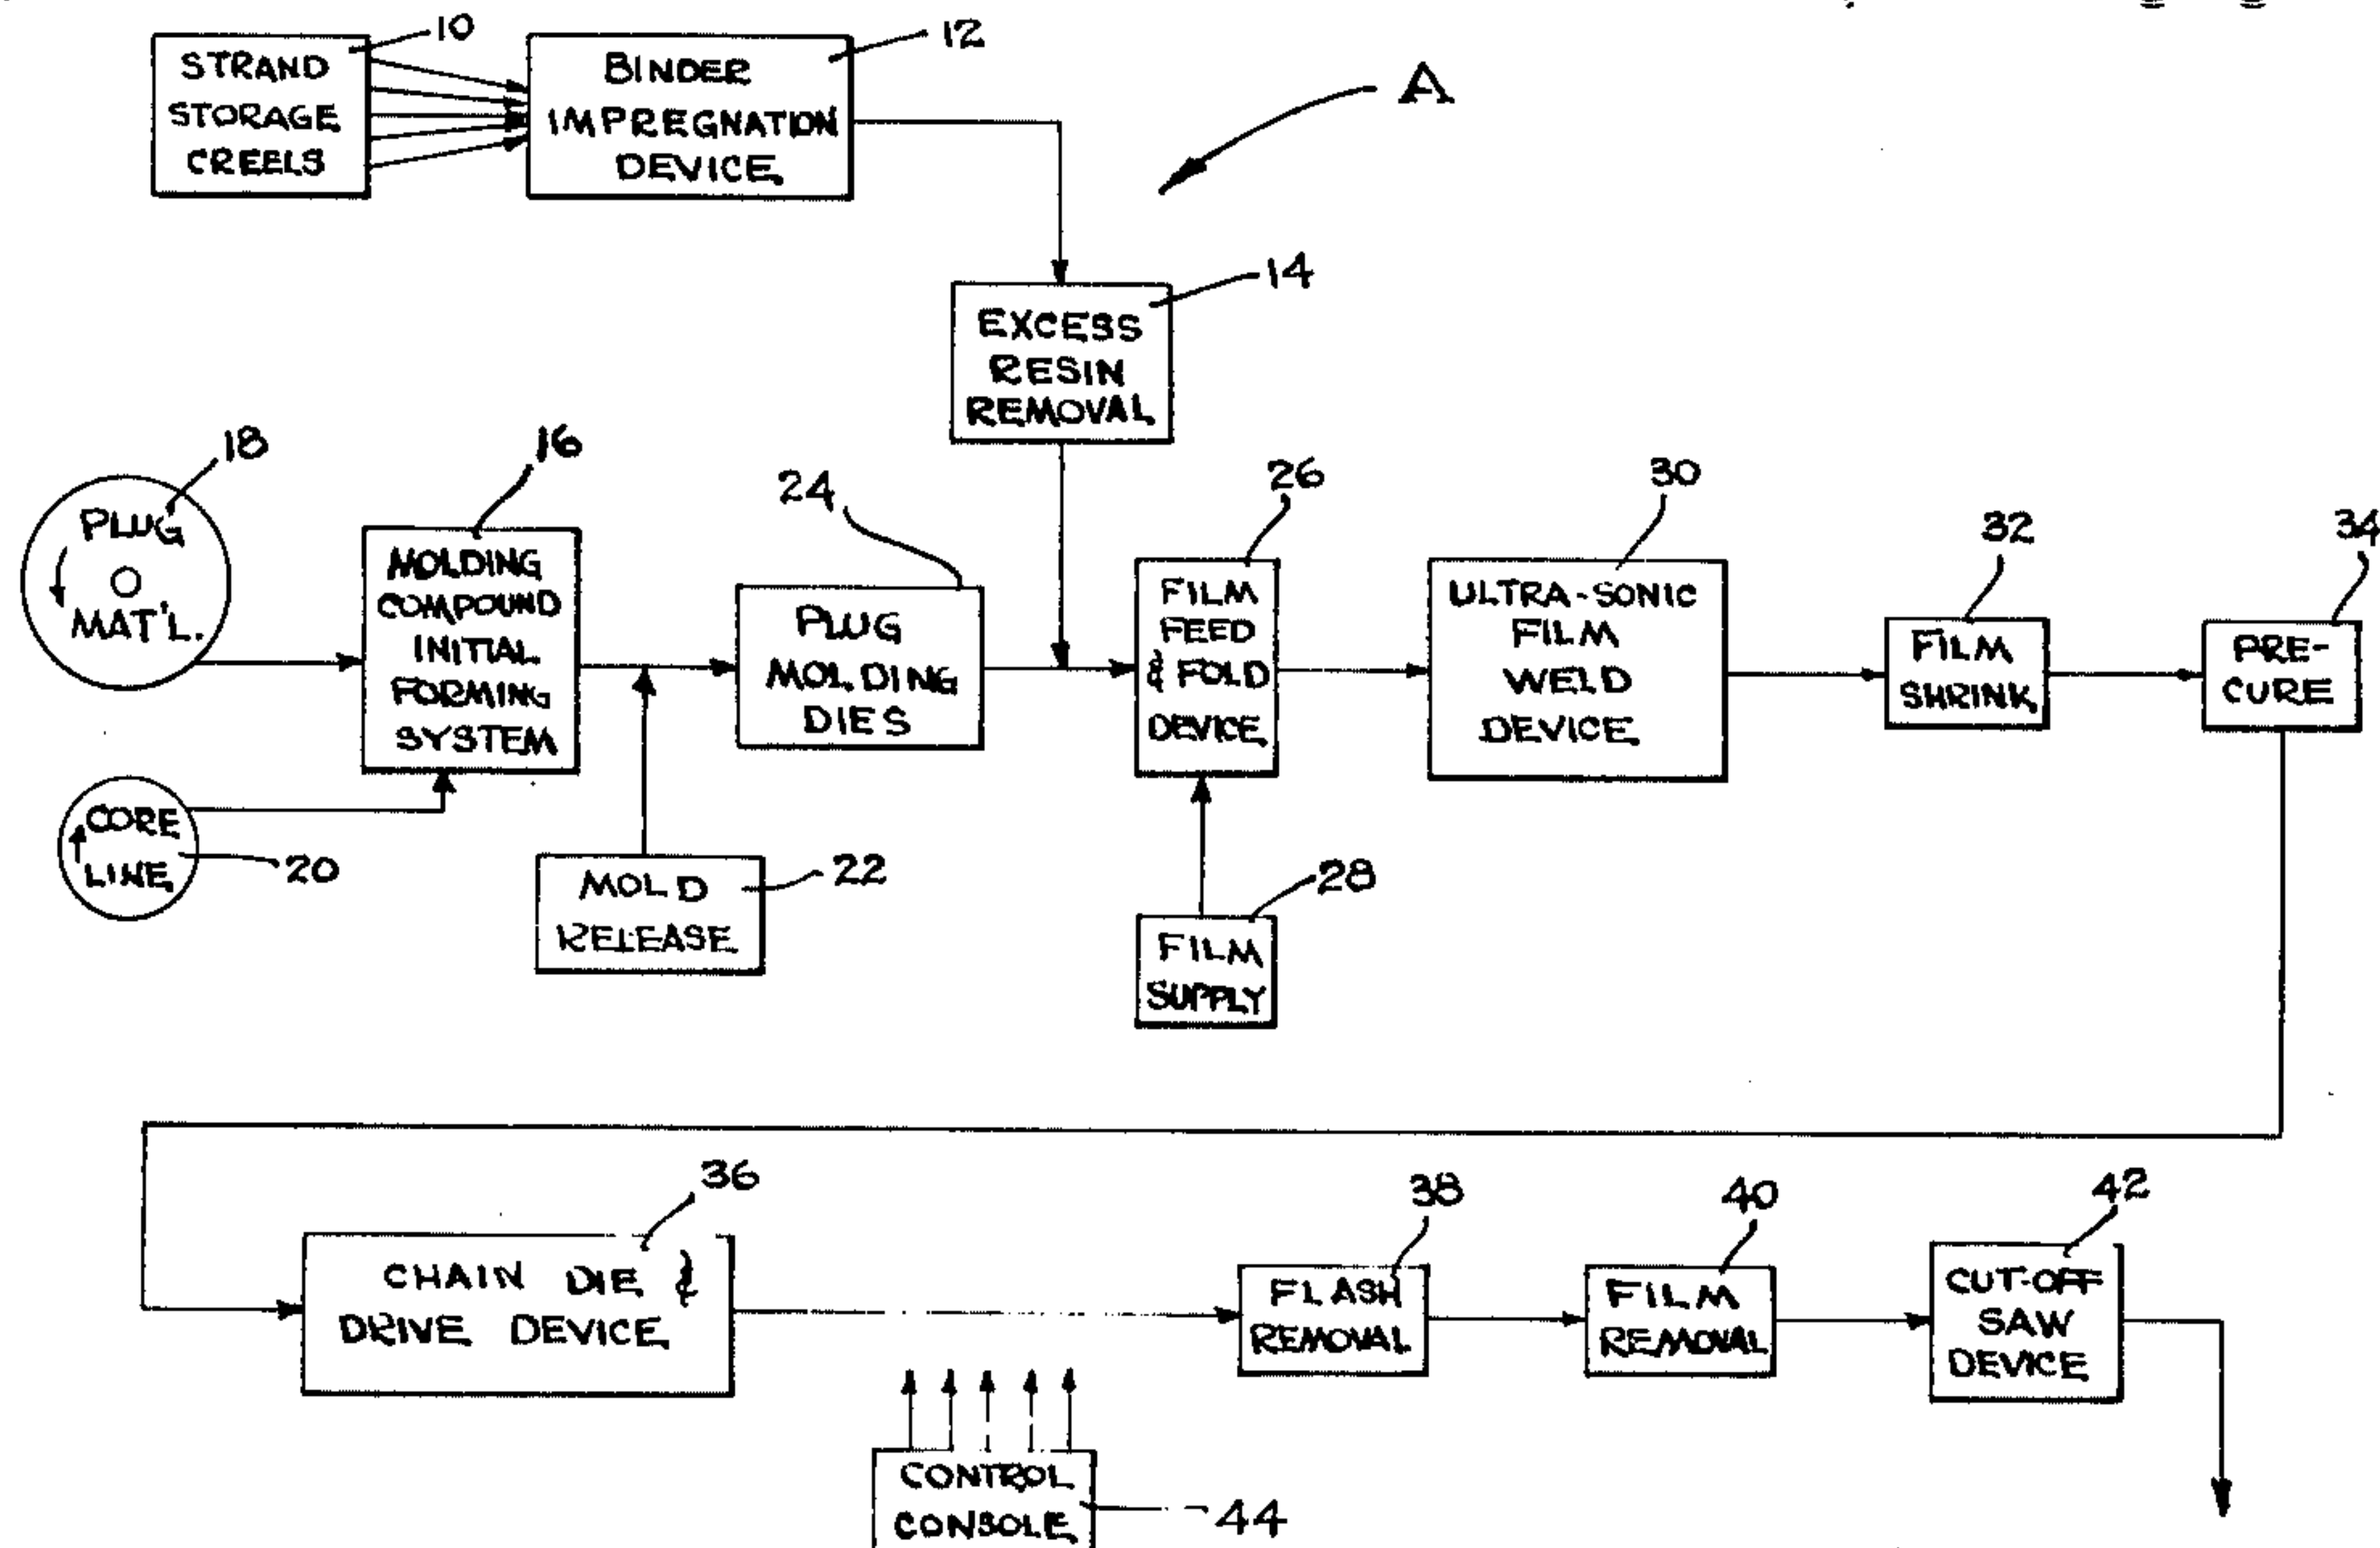 10
STRAND
STORAGE
CREELS
12
BINDER
IMPREGNATION
DEVICE
A
14
EXCESS
RESIN
REMOVAL
18
PLUG
MAT'L.
16
MOLDING
COMPOUND
INITIAL
FORMING
SYSTEM
CORE
LINE
20
MOLD
RELEASE
22
24
PLUG
MOLDING
DIES
26
FILM
FEED
& FOLD
DEVICE
FILM
SUPPLY
28
30
ULTRA-SONIC
FILM
WELD
DEVICE
32
FILM
SHRINK
34
PRE-
CURE
36
CHAIN DIE &
DRIVE DEVICE
38
FLASH
REMOVAL
40
FILM
REMOVAL
42
CUT-OFF
SAW
DEVICE
CONTROL
CONSOLE
44